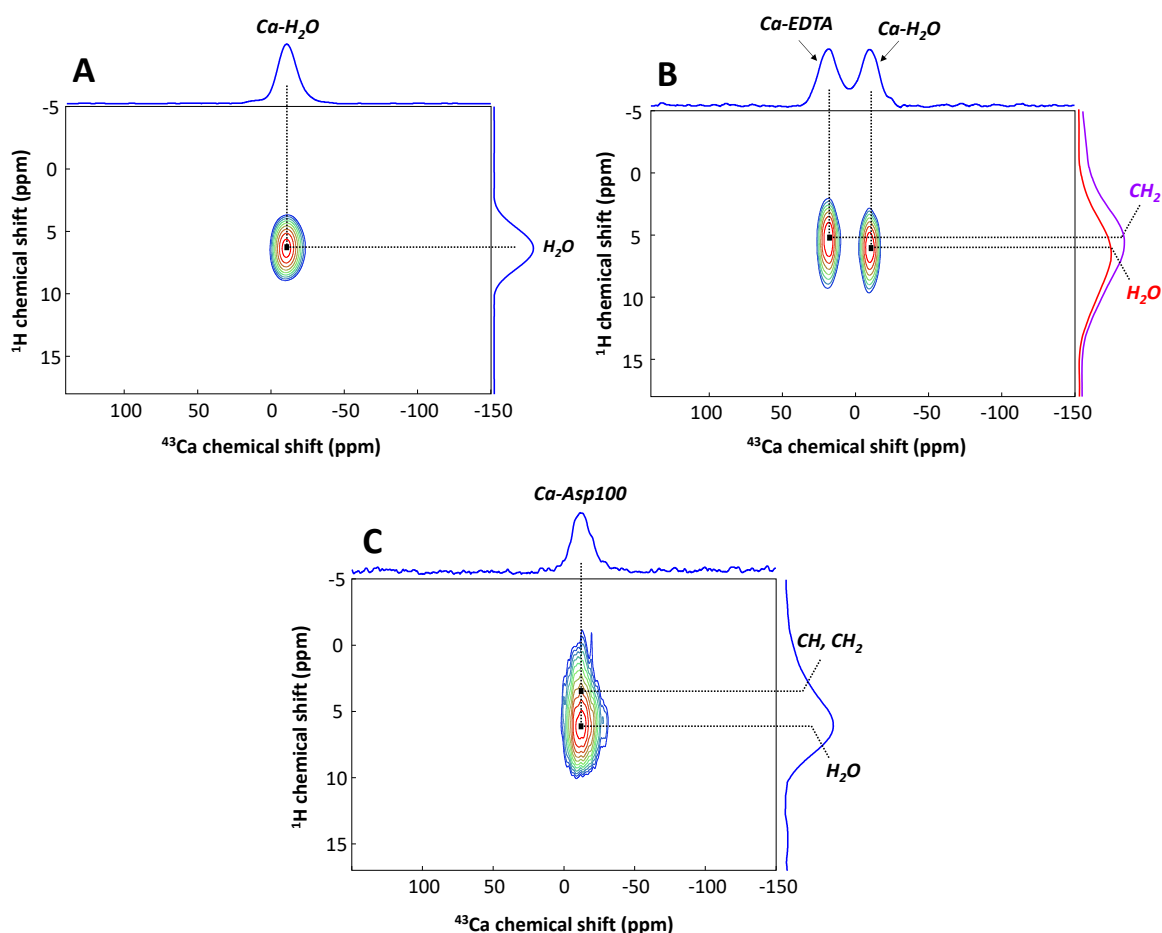 Ca-H₂O
A
-5
0
5
10
15
¹H chemical shift (ppm)
H₂O
100 50 0 -50 -100 -150
⁴³Ca chemical shift (ppm)
Ca-EDTA
Ca-H₂O
B
-5
0
5
10
15
¹H chemical shift (ppm)
CH₂
H₂O
100 50 0 -50 -100 -150
⁴³Ca chemical shift (ppm)
Ca-Asp100
C
-5
0
5
10
15
¹H chemical shift (ppm)
CH, CH₂
H₂O
100 50 0 -50 -100 -150
⁴³Ca chemical shift (ppm)